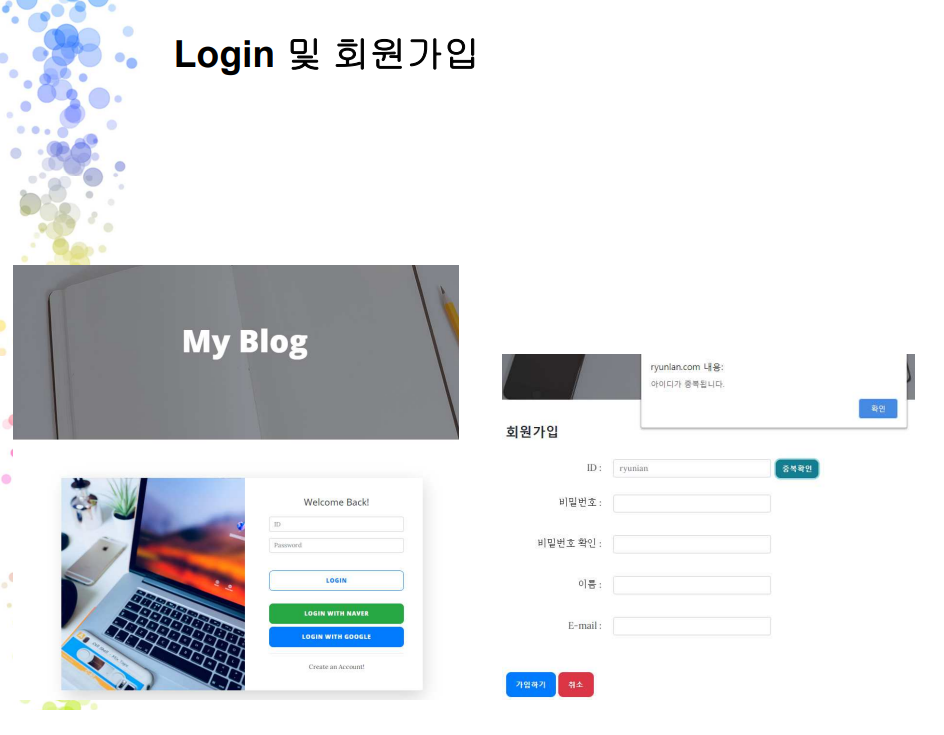 Login 및 회원가입
My Blog
Welcome Back!
ID
Password
LOGIN
LOGIN WITH NAVER
LOGIN WITH GOOGLE
Create an Account!
ryunlan.com 내용:
아이디가 중복됩니다.
확인
회원가입
ID : ryunian 중복확인
비밀번호 :
비밀번호 확인 :
이름 :
E-mail :
가입하기 취소